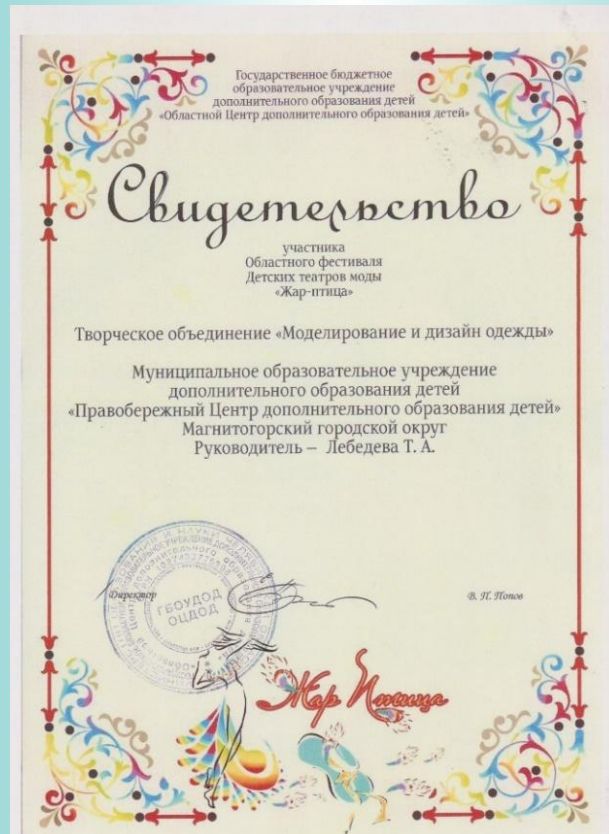 Государственное бюджетное
образовательное учреждение
дополнительного образования детей
«Областной Центр дополнительного образования детей»
Свидетельство
участника
Областного фестиваля
Детских театров моды
«Жар-птица»
Творческое объединение «Моделирование и дизайн одежды»
Муниципальное образовательное учреждение
дополнительного образования детей
«Правобережный Центр дополнительного образования детей»
Магнитогорский городской округ
Руководитель – Лебедева Т. А.
Директор
В. П. Попов
ГБОУДОД
ОЦДОД
Жар Птица